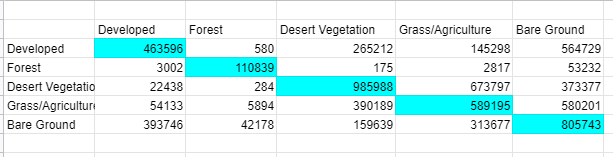 Developed Forest Desert Vegetation Grass/Agriculture Bare Ground
Developed 463596 580 265212 145298 564729
Forest 3002 110839 175 2817 53232
Desert Vegetatio 22438 284 985988 673797 373377
Grass/Agriculture 54133 5894 390189 589195 580201
Bare Ground 393746 42178 159639 313677 805743